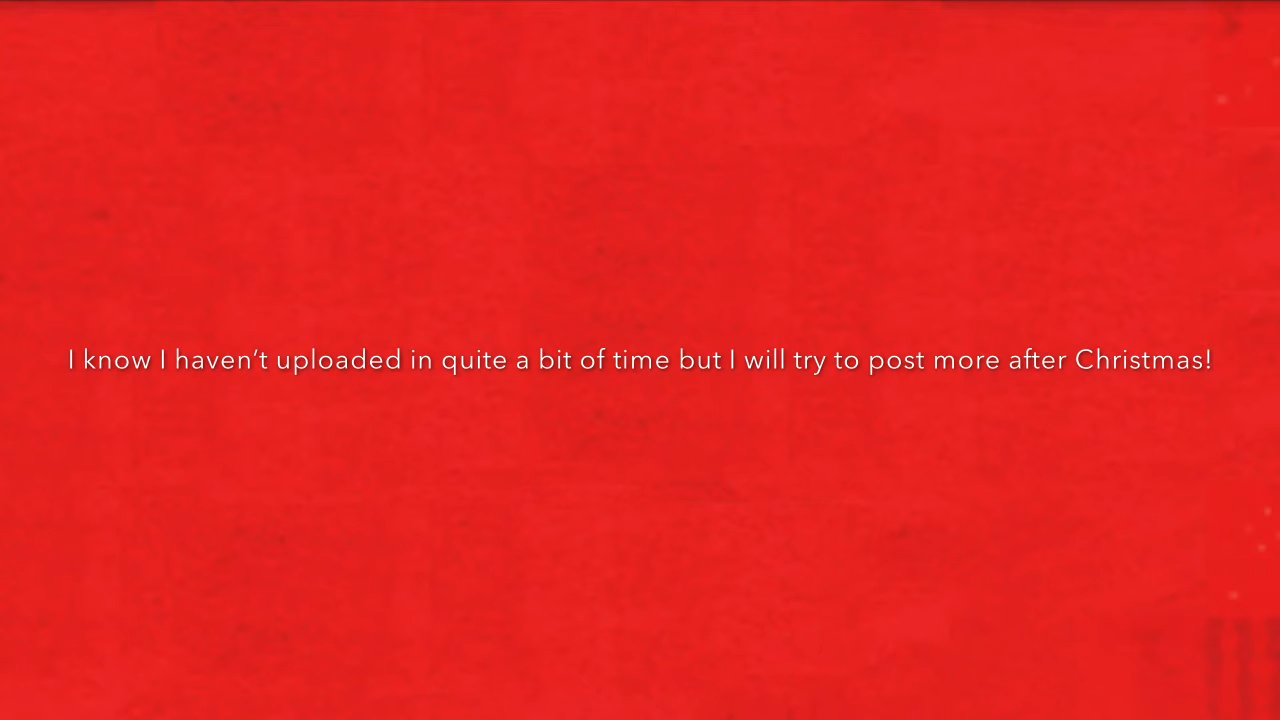 I know I haven’t uploaded in quite a bit of time but I will try to post more after Christmas!